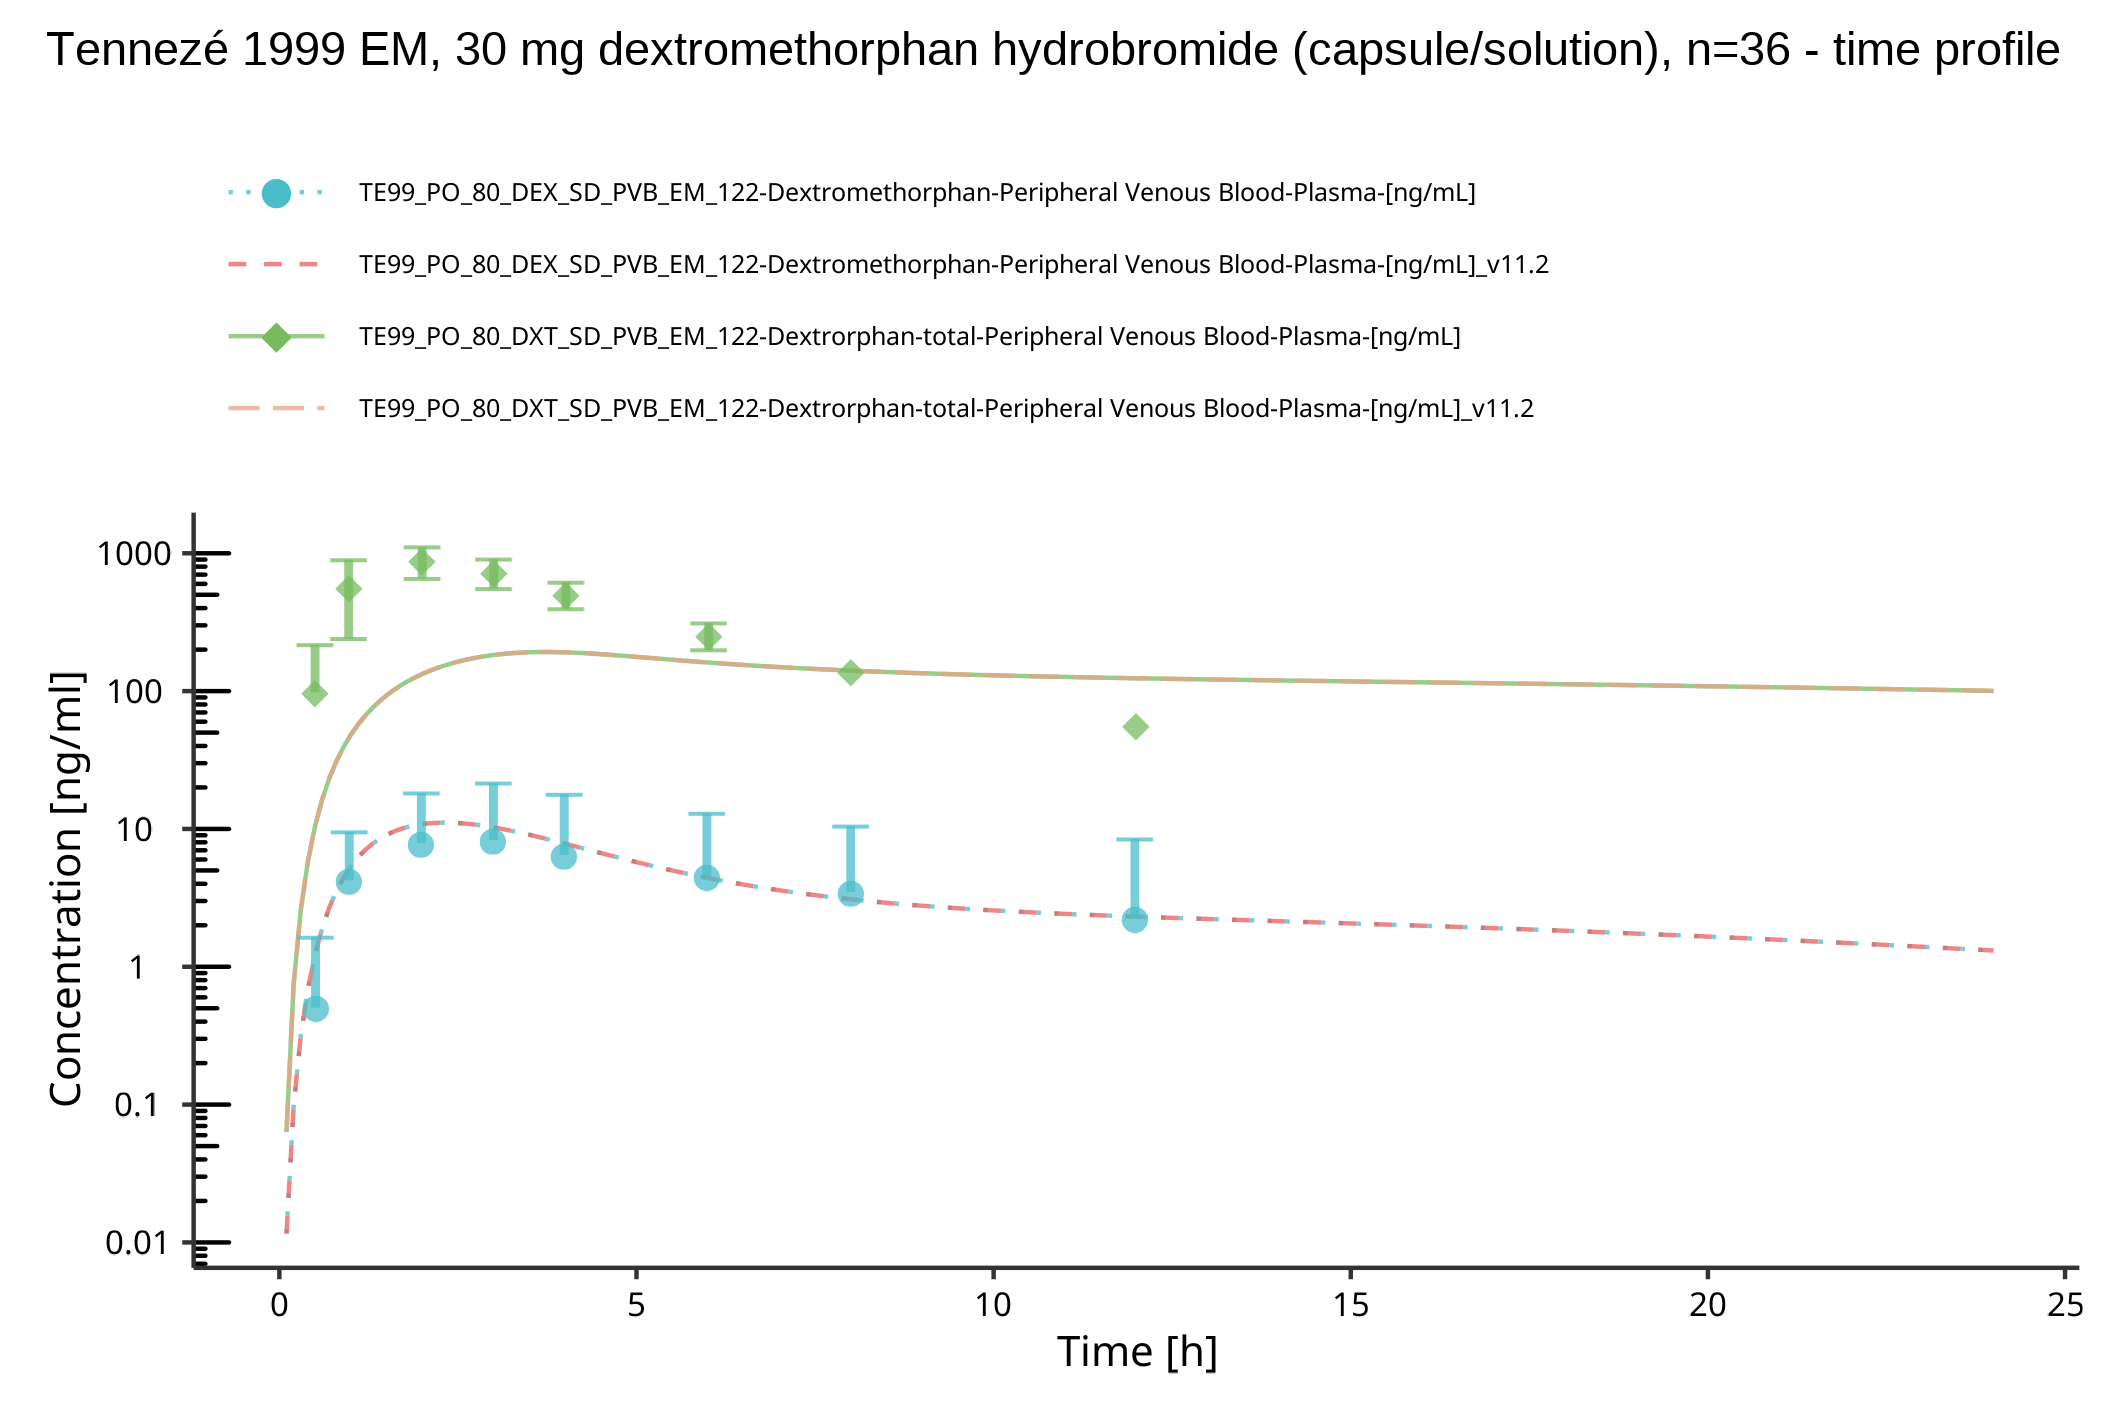 Tennezé 1999 EM, 30 mg dextromethorphan hydrobromide (capsule/solution), n=36 - time profile
TE99_PO_80_DEX_SD_PVB_EM_122-Dextromethorphan-Peripheral Venous Blood-Plasma-[ng/mL]
TE99_PO_80_DEX_SD_PVB_EM_122-Dextromethorphan-Peripheral Venous Blood-Plasma-[ng/mL]_v11.2
TE99_PO_80_DXT_SD_PVB_EM_122-Dextrorphan-total-Peripheral Venous Blood-Plasma-[ng/mL]
TE99_PO_80_DXT_SD_PVB_EM_122-Dextrorphan-total-Peripheral Venous Blood-Plasma-[ng/mL]_v11.2
Concentration [ng/ml]
1000
100
10
1
0.1
0.01
0 5 10 15 20 25
Time [h]